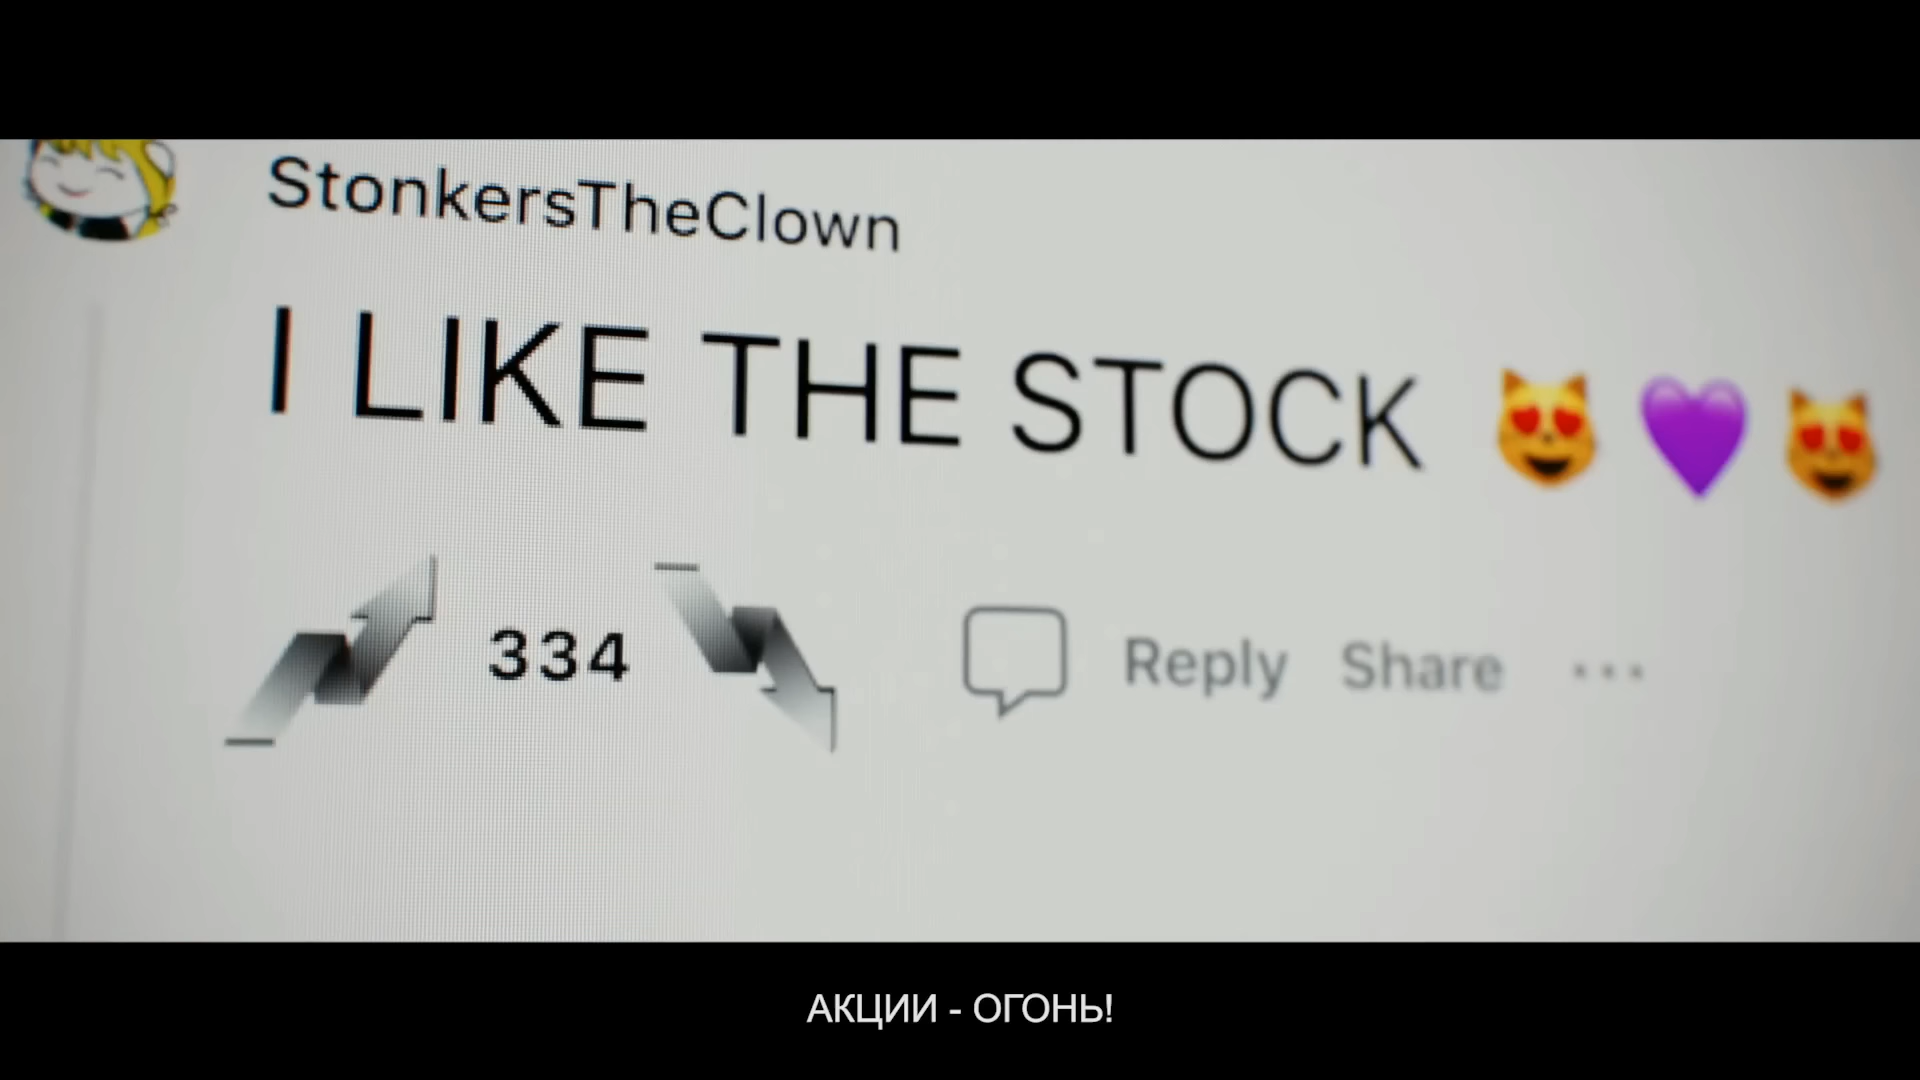 StonkersTheClown
I LIKE THE STOCK 😻 💜 😻
334 Reply Share ...
АКЦИИ - ОГОНЬ!